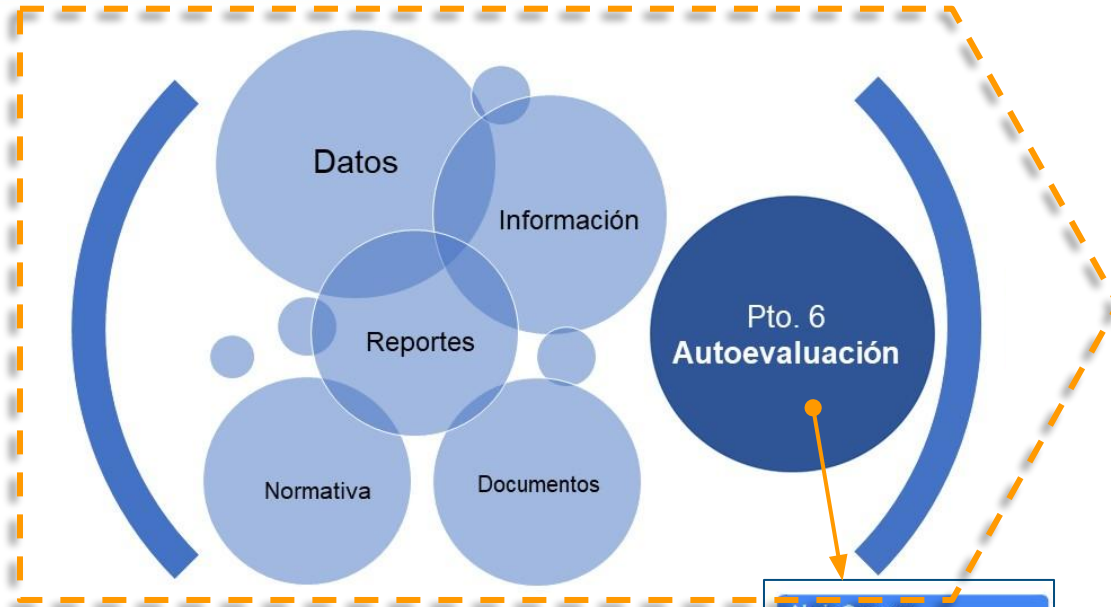 Datos
Información
Reportes
Pto. 6
Autoevaluación
Normativa
Documentos